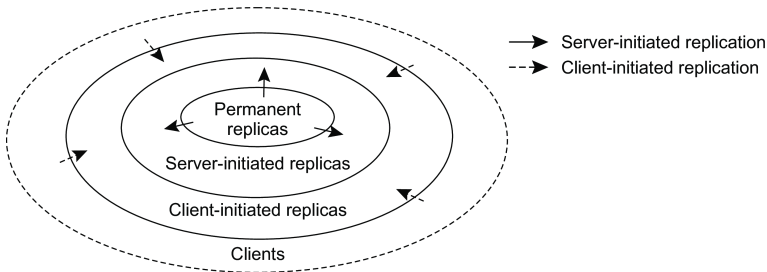 Server-initiated replication
Client-initiated replication
Permanent
replicas
Server-initiated replicas
Client-initiated replicas
Clients